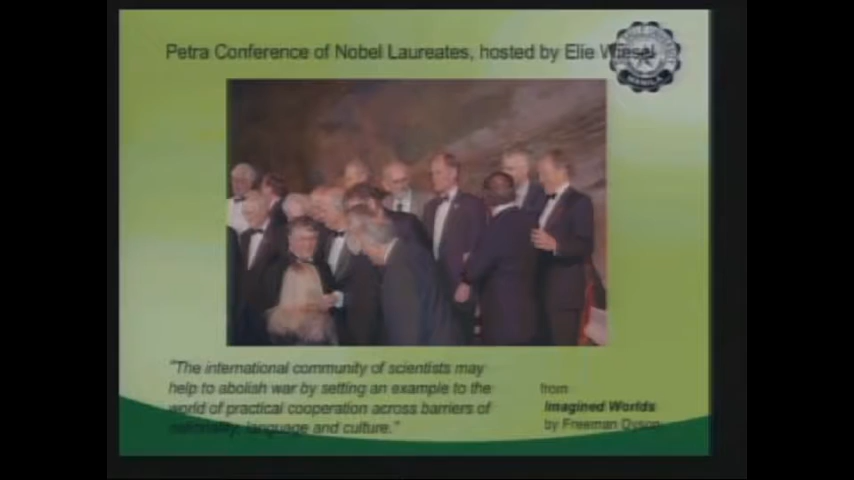 Petra Conference of Nobel Laureates, hosted by Elie Wiesel
"The international community of scientists may
help to abolish war by setting an example to the
world of practical cooperation across barriers of
nationality, language and culture."
from
Imagined Worlds
by Freeman Dyson
MANILA